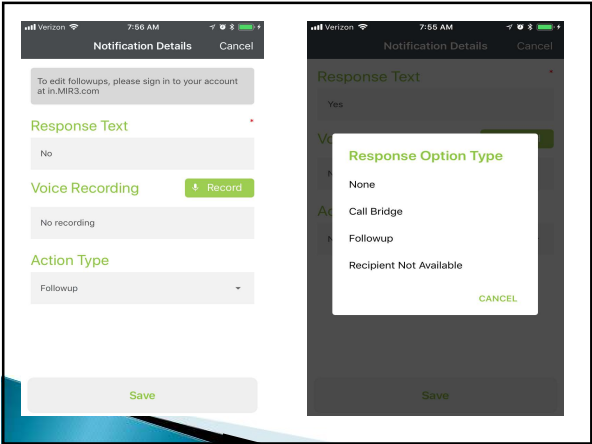 Verizon 7:56 AM
Notification Details Cancel
To edit followups, please sign in to your account
at in.MIR3.com
Response Text *
No
Voice Recording Record
No recording
Action Type
Followup
Save
Verizon 7:55 AM
Notification Details Cancel
Response Text *
Yes
Vo
N
Ac
N
Response Option Type
None
Call Bridge
Followup
Recipient Not Available
CANCEL
Save